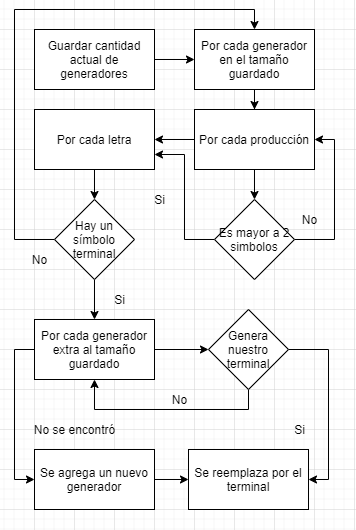 Guardar cantidad
actual de
generadores
Por cada generador
en el tamaño
guardado
Por cada letra
Por cada producción
Si
No
Hay un
símbolo
terminal
Es mayor a 2
simbolos
No
Si
Por cada generador
extra al tamaño
guardado
Genera
nuestro
terminal
No
No se encontró
Si
Se agrega un nuevo
generador
Se reemplaza por el
terminal